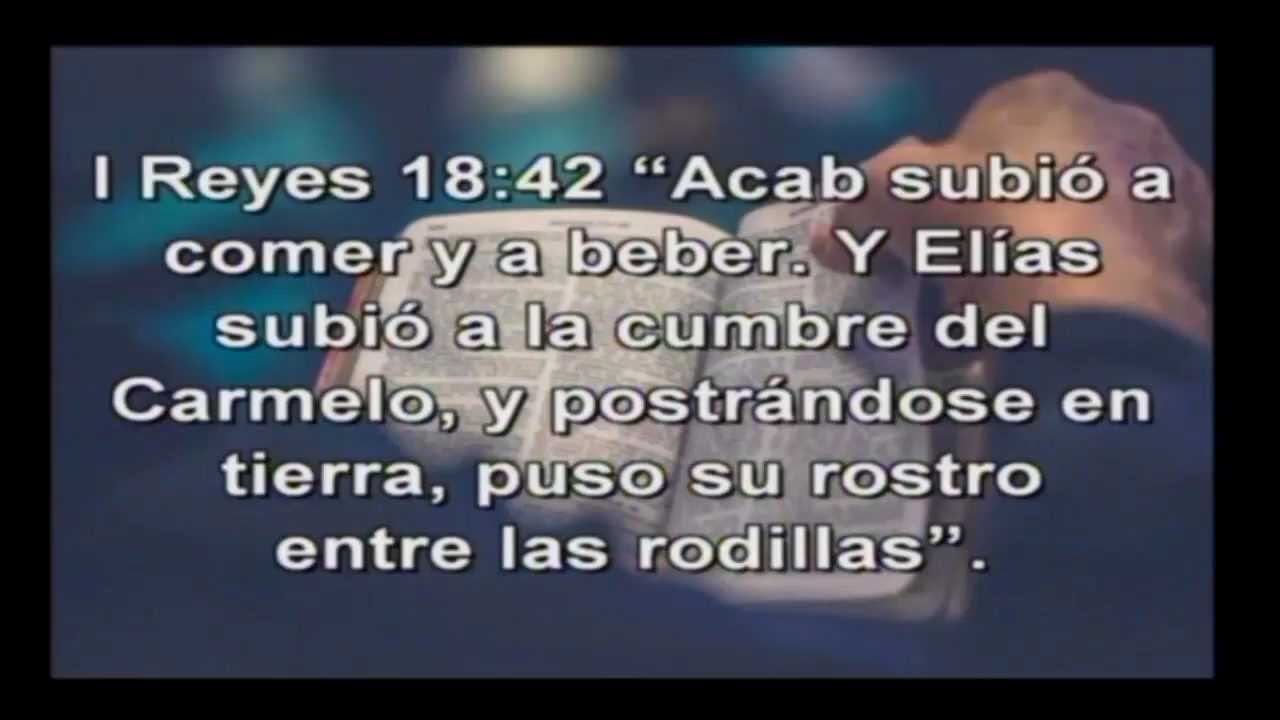 I Reyes 18:42 “Acab subió a
comer y a beber. Y Elías
subió a la cumbre del
Carmelo, y postrándose en
tierra, puso su rostro
entre las rodillas”.